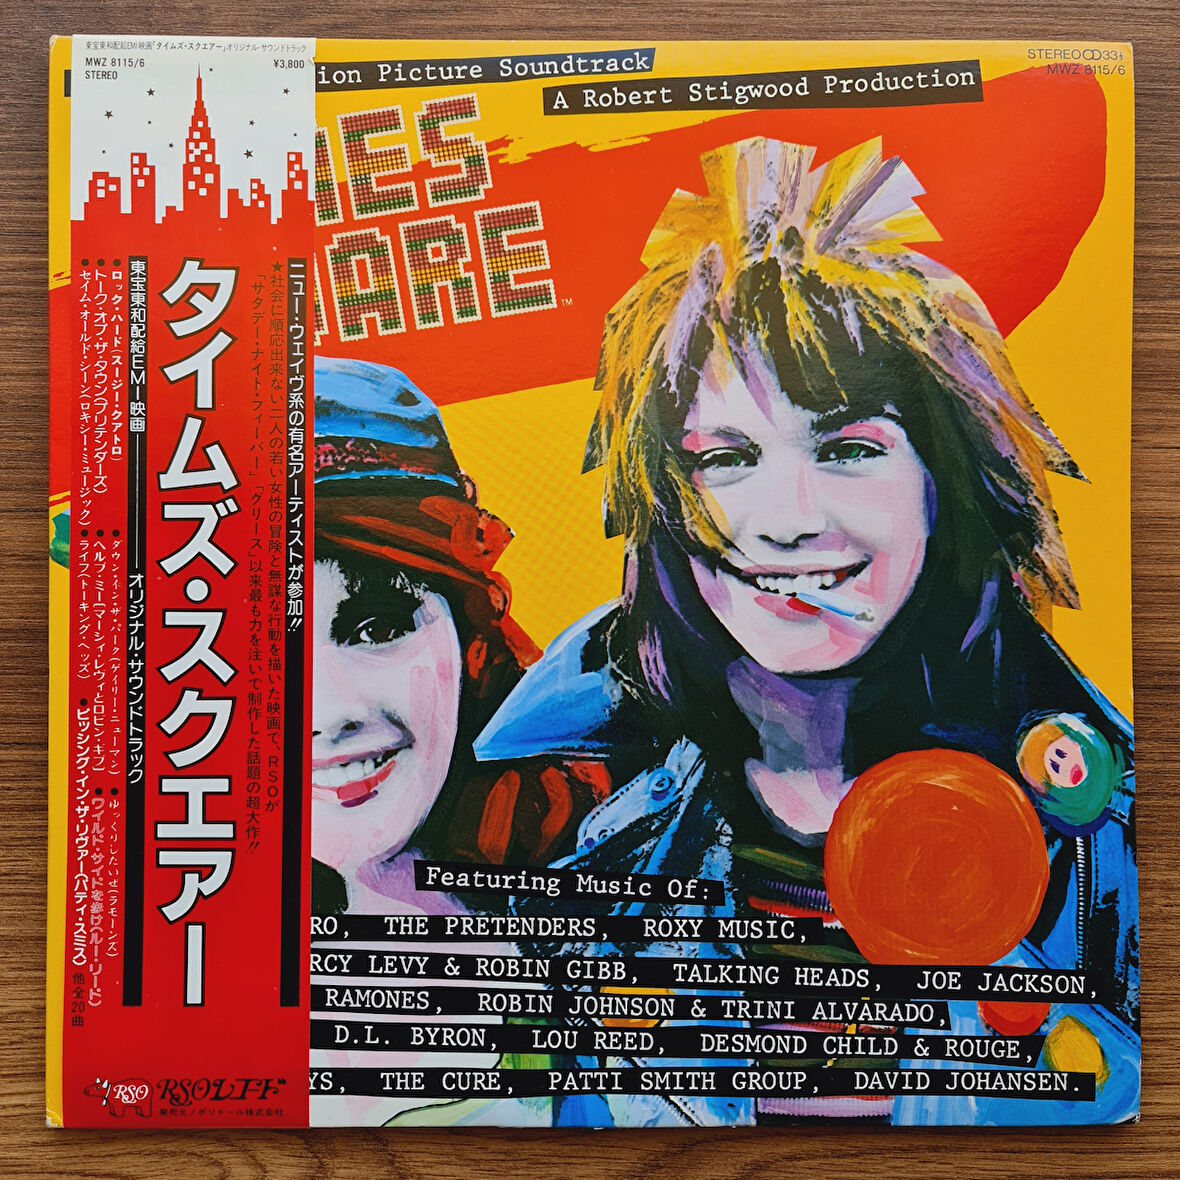 東宝東和配給EMI映画「タイムズ・スクエアー」オリジナル・サウンドトラック
MWZ 8115/6
¥3,800
STEREO
ニュー・ウェイヴ系の有名アーティストが参加!!
★社会に順応出来ない二人の若い女性の冒険と無謀な行動を描いた映画で、RSOが
「サタデー・ナイト・フィーバー」「グリース」以来最も力を注いで制作した話題の超大作!!
タイムズ・スクエアー
東宝東和配給EMI映画 オリジナル・サウンドトラック
●ロック・ハード(スージー・クアトロ)
●トーク・オブ・ザ・タウン(プリテンダーズ)
●セイム・オールド・シーン(ロキシー・ミュージック)
●ダウン・イン・ザ・パーク(ゲイリー・ニューマン)
●ヘルプ・ミー(マーシィ・レヴィとロビン・ギブ)
●ライフ(トーキング・ヘッズ)
●ゆっくりしたいぜ(ラモーンズ)
●ワイルド・サイドを歩け(ルー・リード)
●ピッシング・イン・ザ・リヴァー(パティ・スミス)
他全20曲
RSO
RSOレコード
発売元/ポリドール株式会社
ion Picture Soundtrack
A Robert Stigwood Production
STEREO 33⅓
MWZ 8115/6
MES
UARE
TM
Featuring Music Of:
RO, THE PRETENDERS, ROXY MUSIC,
RCY LEVY & ROBIN GIBB, TALKING HEADS, JOE JACKSON,
RAMONES, ROBIN JOHNSON & TRINI ALVARADO,
D.L. BYRON, LOU REED, DESMOND CHILD & ROUGE,
YS, THE CURE, PATTI SMITH GROUP, DAVID JOHANSEN.